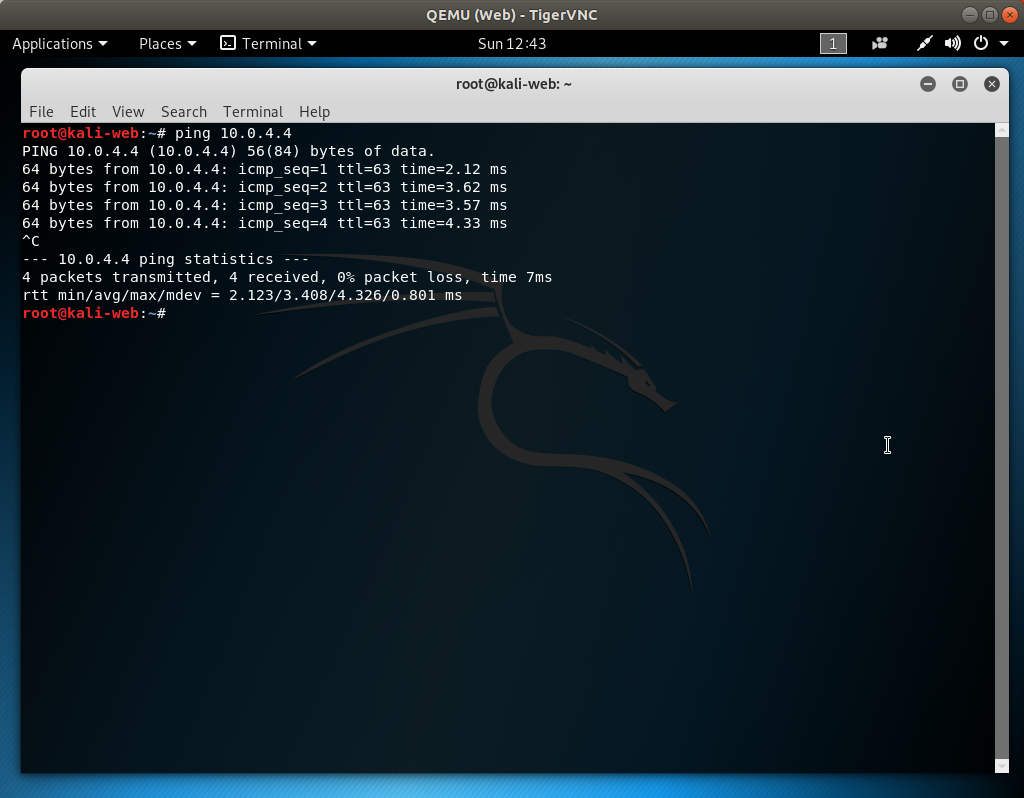 QEMU (Web) - TigerVNC
Applications Places Terminal Sun 12:43 1
root@kali-web: ~
File Edit View Search Terminal Help
root@kali-web:~# ping 10.0.4.4
PING 10.0.4.4 (10.0.4.4) 56(84) bytes of data.
64 bytes from 10.0.4.4: icmp_seq=1 ttl=63 time=2.12 ms
64 bytes from 10.0.4.4: icmp_seq=2 ttl=63 time=3.62 ms
64 bytes from 10.0.4.4: icmp_seq=3 ttl=63 time=3.57 ms
64 bytes from 10.0.4.4: icmp_seq=4 ttl=63 time=4.33 ms
^C
--- 10.0.4.4 ping statistics ---
4 packets transmitted, 4 received, 0% packet loss, time 7ms
rtt min/avg/max/mdev = 2.123/3.408/4.326/0.801 ms
root@kali-web:~#